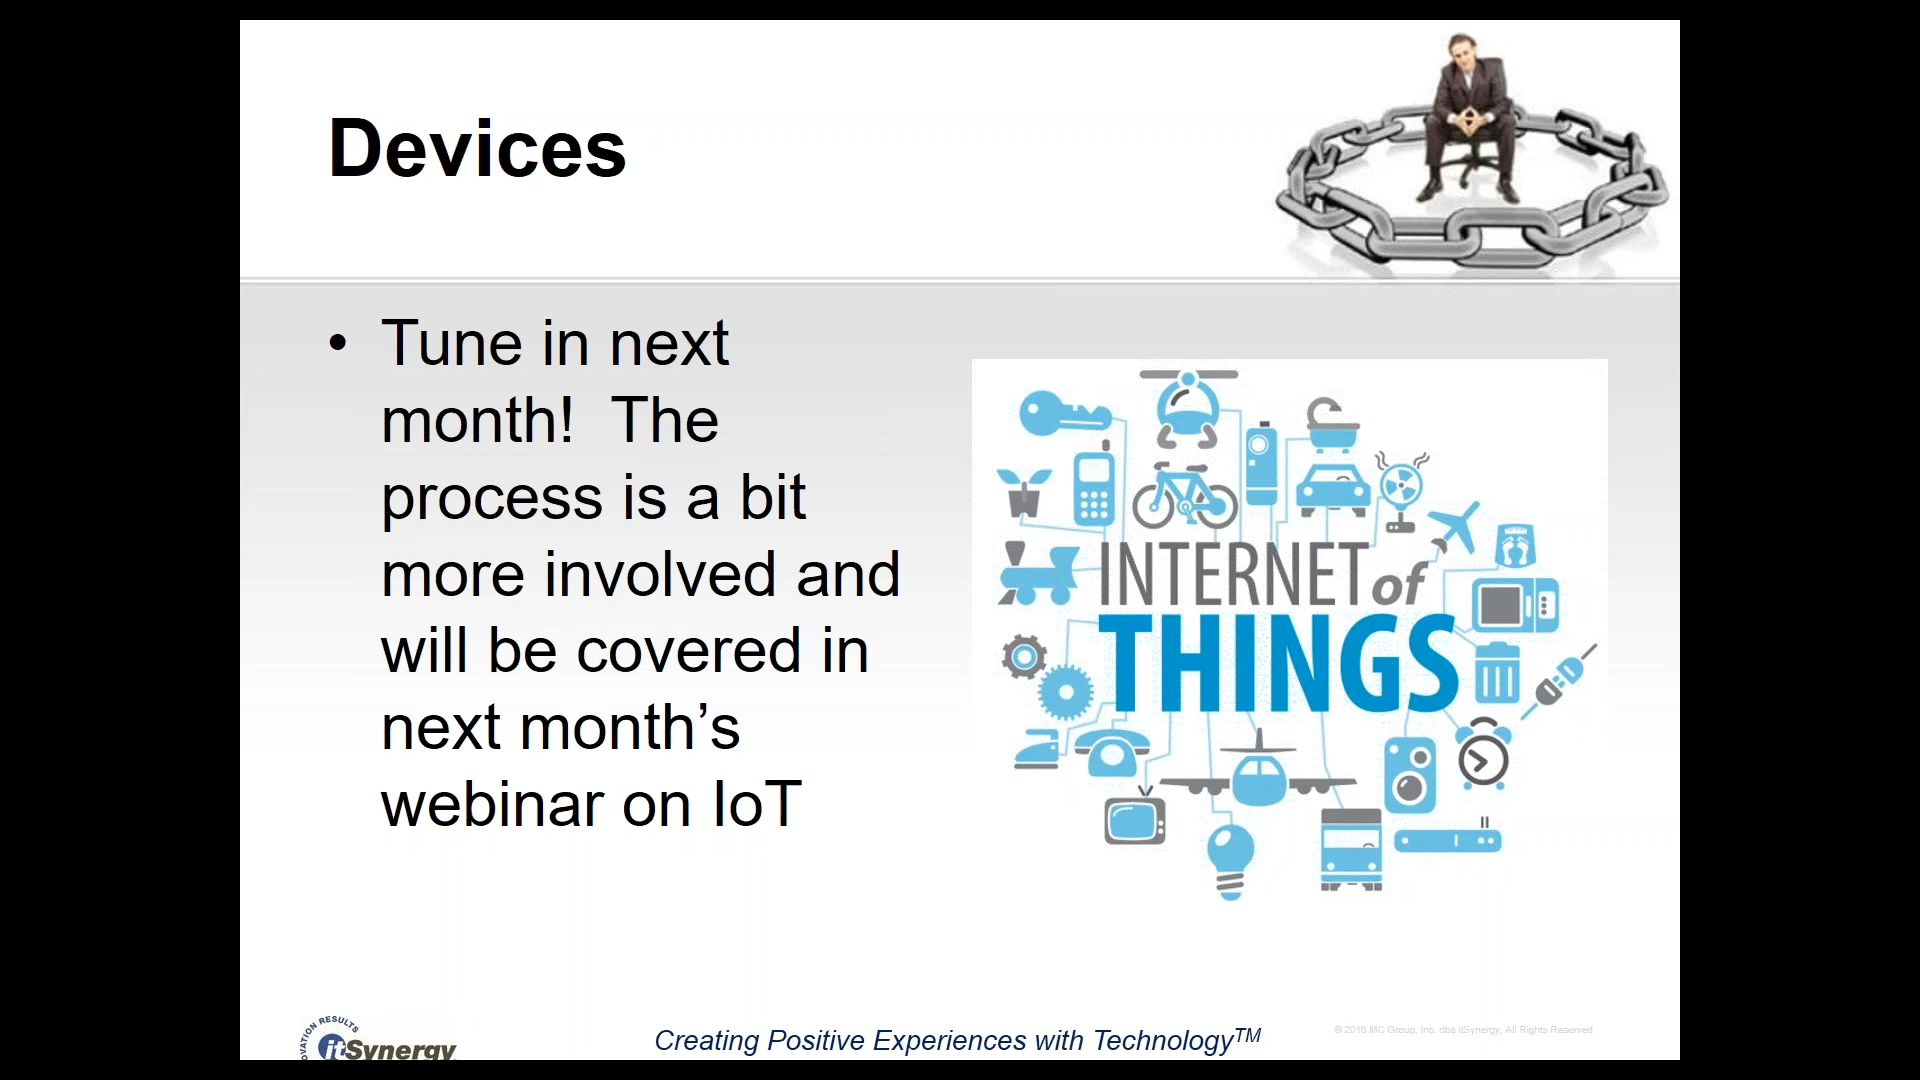 Devices
• Tune in next
month!  The
process is a bit
more involved and
will be covered in
next month’s
webinar on IoT
INTERNET of
THINGS
VATION RESULTS
itSynergy
Creating Positive Experiences with Technology™
© 2016 MC Group, Inc. dba itSynergy, All Rights Reserved